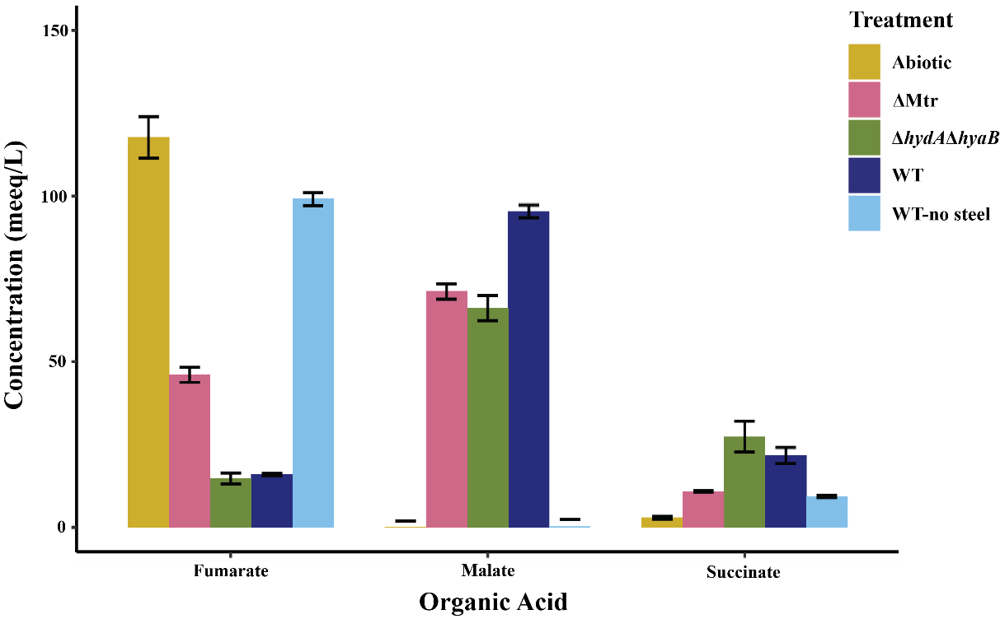 Treatment
Abiotic
ΔMtr
ΔhydAΔhyaB
WT
WT-no steel
Concentration (meeq/L)
150
100
50
0
Fumarate
Malate
Succinate
Organic Acid